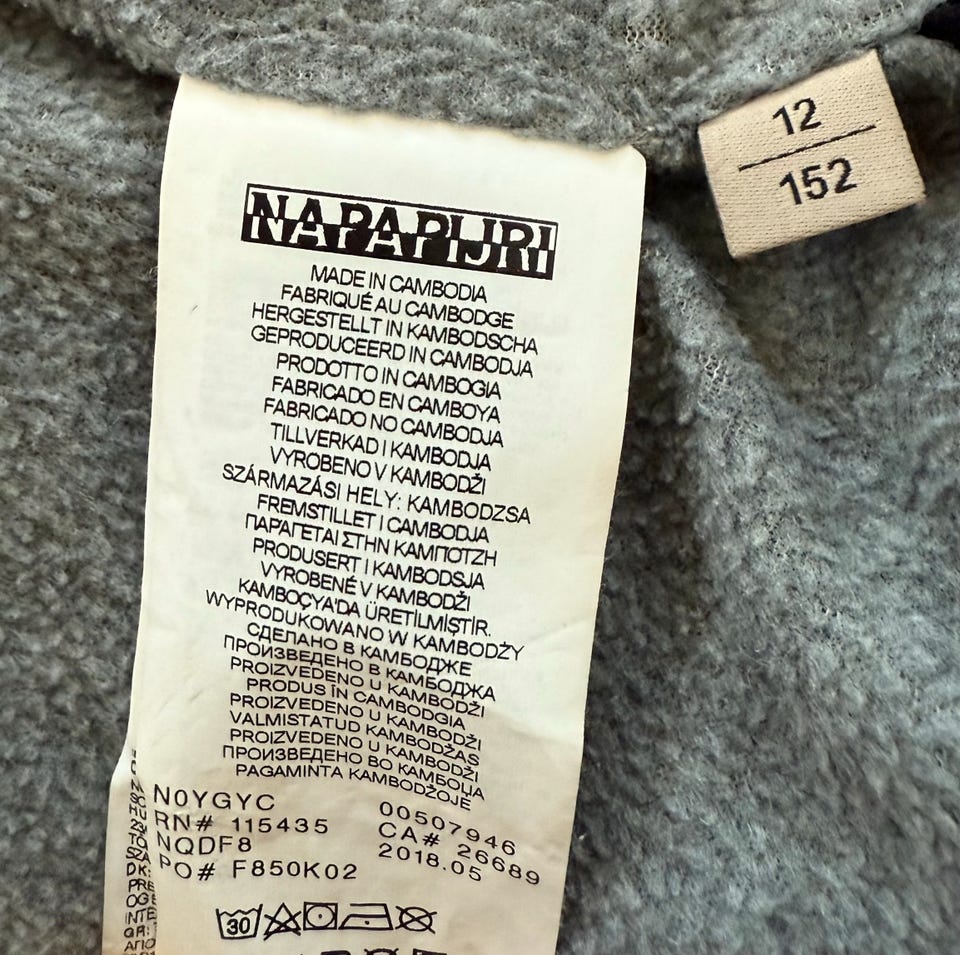 12
152
NAPAPIJRI
MADE IN CAMBODIA
FABRIQUÉ AU CAMBODGE
HERGESTELLT IN KAMBODSCHA
GEPRODUCEERD IN CAMBODJA
PRODOTTO IN CAMBOGIA
FABRICADO EN CAMBOYA
FABRICADO NO CAMBODJA
TILLVERKAD I KAMBODJA
VYROBENO V KAMBODŽI
SZÁRMAZÁSI HELY: KAMBODZSA
FREMSTILLET I CAMBODJA
ΠΑΡΑΓΕΤΑΙ ΣΤΗΝ ΚΑΜΠΟΤΖΗ
PRODUSERT I KAMBODSJA
VYROBENÉ V KAMBODŽI
KAMBOÇYA'DA ÜRETİLMİŞTİR.
WYPRODUKOWANO W KAMBODŻY
СДЕЛАНО В КАМБОДЖЕ
ПРОИЗВЕДЕНО В КАМБОДЖА
PROIZVEDENO U KAMBODŽI
PRODUS ÎN CAMBODGIA
PROIZVEDENO U KAMBODŽI
VALMISTATUD KAMBODŽAS
PROIZVEDENO U KAMBODŽI
ПРОИЗВЕДЕНО ВО КАМБОЏА
PAGAMINTA KAMBODŽOJE
N0YGYC 00507946
RN# 115435 CA# 26689
NQDF8 2018.05
PO# F850K02
30